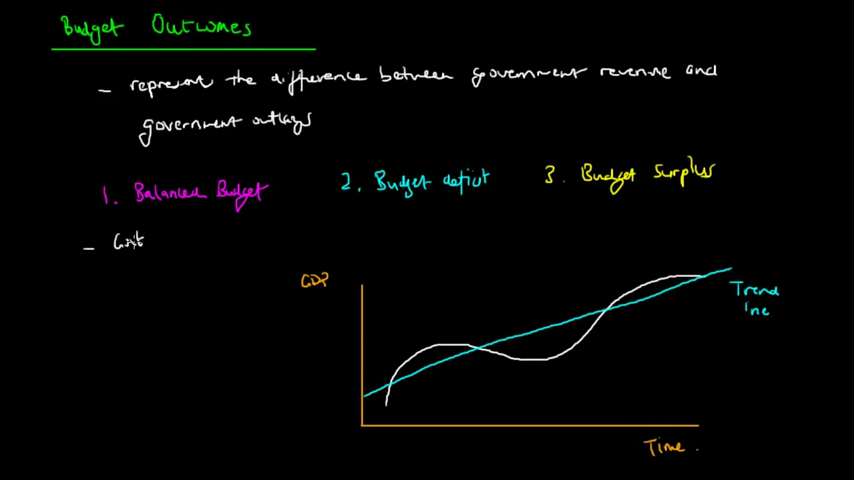 Budget Outcomes
- represent the difference between government revenue and
government outlays
1. Balanced Budget
2. Budget deficit
3. Budget Surplus
- Govt
GDP
Trend
line
Time.